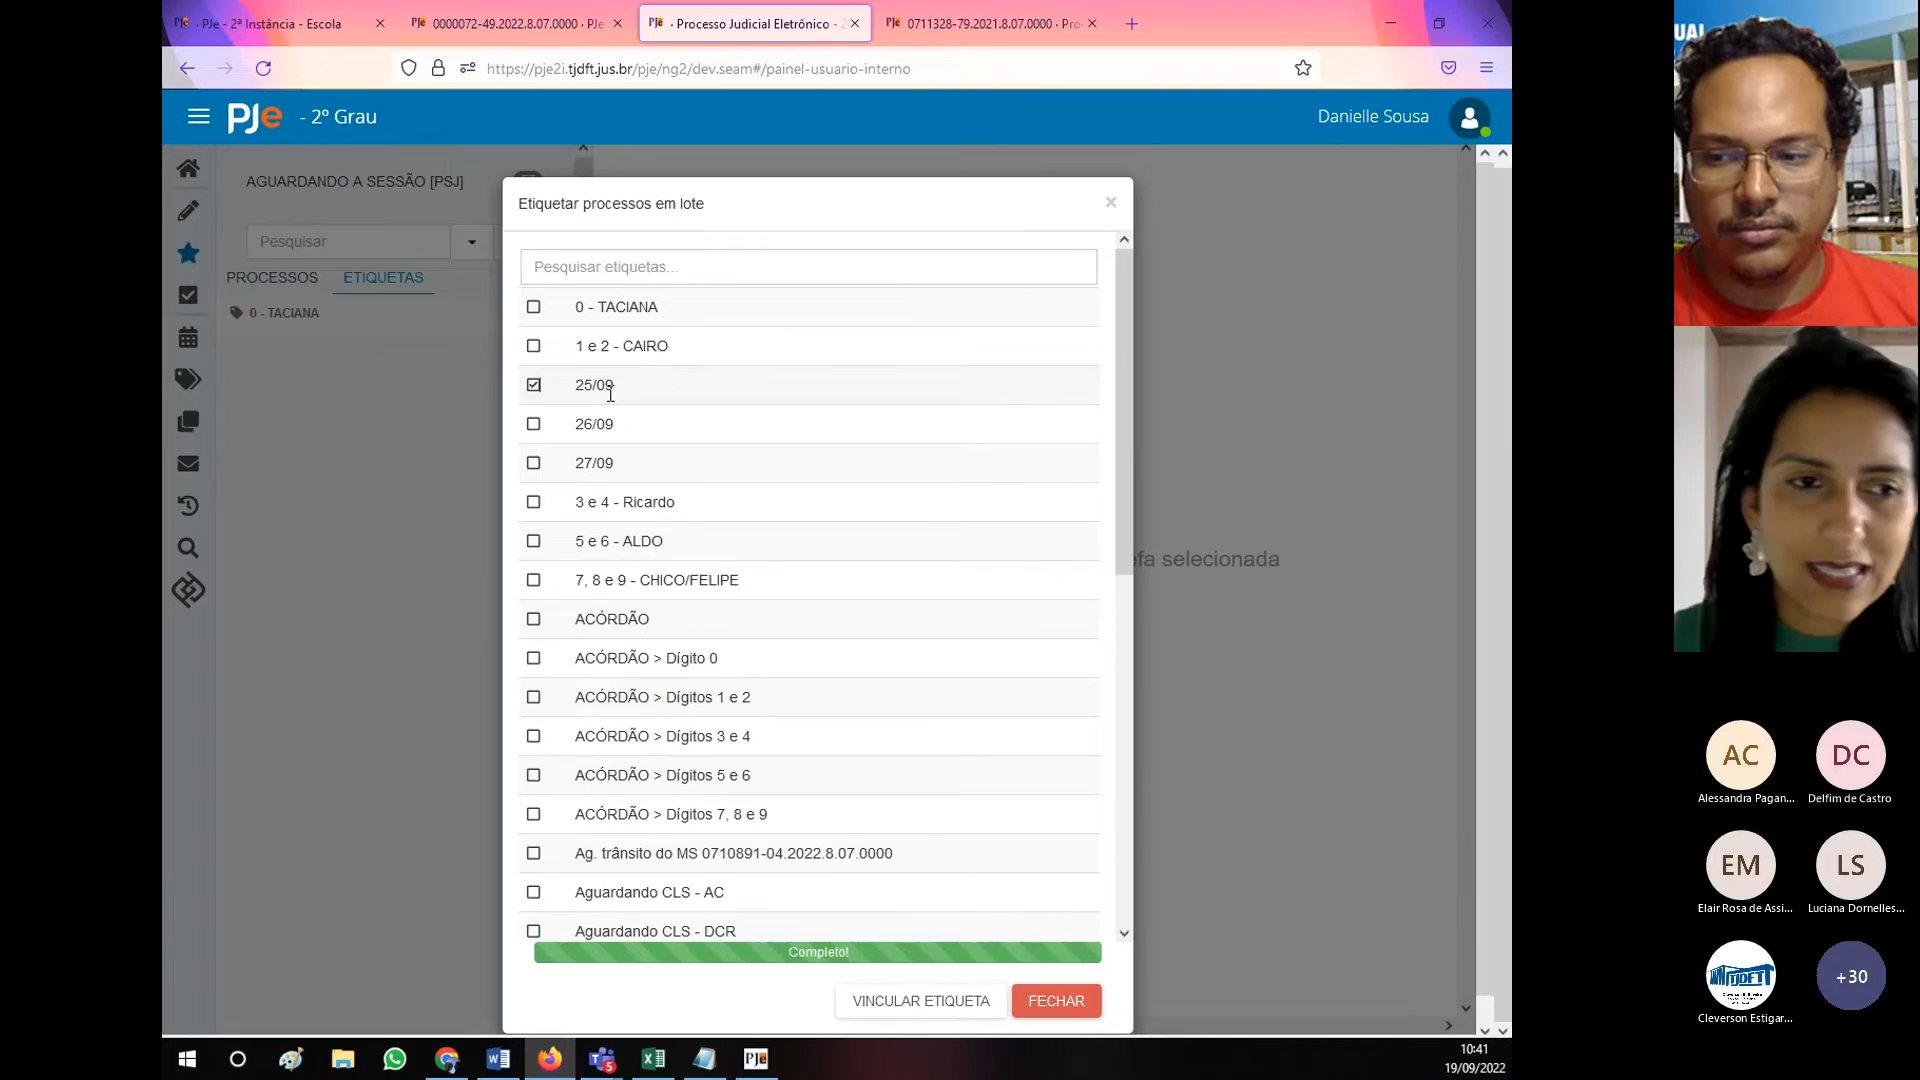 PJe - 2ª Instância - Escola
0000072-49.2022.8.07.0000 · PJe
· Processo Judicial Eletrônico - 2
0711328-79.2021.8.07.0000 · Pro
https://pje2i.tjdft.jus.br/pje/ng2/dev.seam#/painel-usuario-interno
PJe - 2º Grau
Danielle Sousa
AGUARDANDO A SESSÃO [PSJ]
Pesquisar
PROCESSOS
ETIQUETAS
0 - TACIANA
Etiquetar processos em lote
×
Pesquisar etiquetas...
0 - TACIANA
1 e 2 - CAIRO
25/09
26/09
27/09
3 e 4 - Ricardo
5 e 6 - ALDO
7, 8 e 9 - CHICO/FELIPE
ACÓRDÃO
ACÓRDÃO > Dígito 0
ACÓRDÃO > Dígitos 1 e 2
ACÓRDÃO > Dígitos 3 e 4
ACÓRDÃO > Dígitos 5 e 6
ACÓRDÃO > Dígitos 7, 8 e 9
Ag. trânsito do MS 0710891-04.2022.8.07.0000
Aguardando CLS - AC
Aguardando CLS - DCR
Completo!
VINCULAR ETIQUETA
FECHAR
efa selecionada
5
PJe
10:41
19/09/2022
UAL
AC
Alessandra Pagan...
DC
Delfim de Castro
EM
Elair Rosa de Assi...
LS
Luciana Dornelles...
TJDFT
Cleverson Estigar...
+30